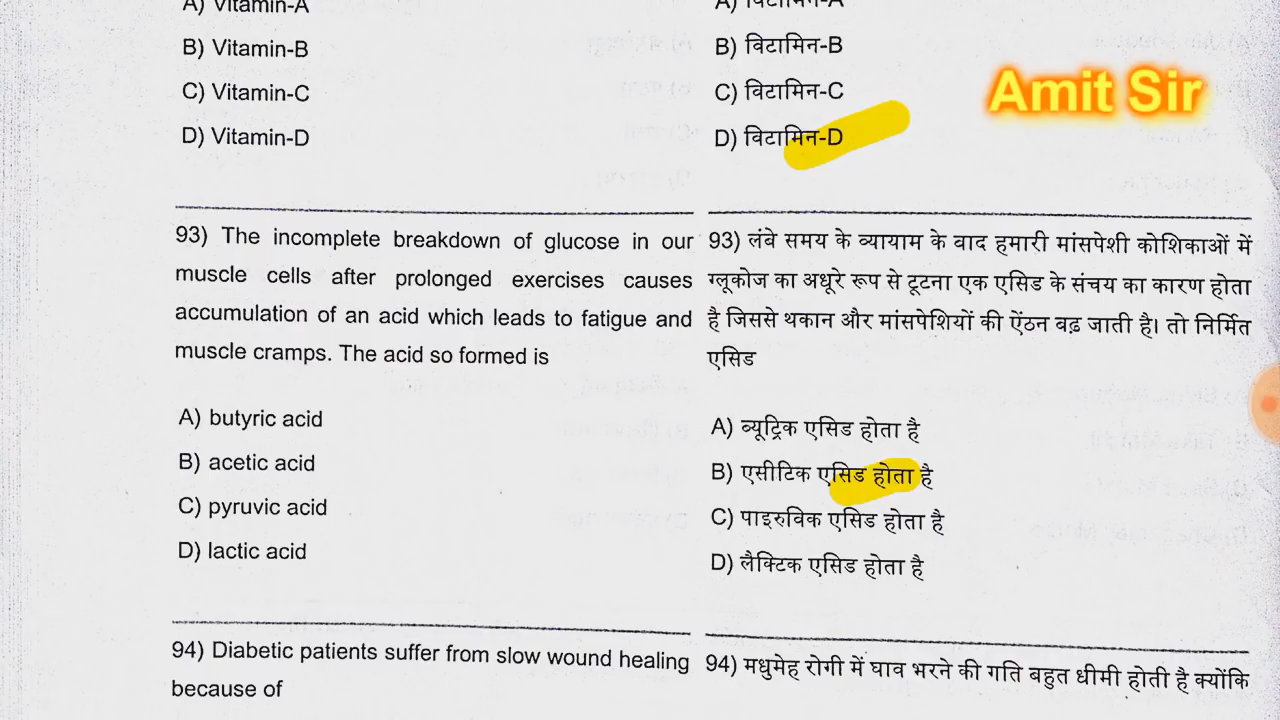 A) Vitamin-A
B) Vitamin-B
C) Vitamin-C
D) Vitamin-D
A) विटामिन-A
B) विटामिन-B
C) विटामिन-C
D) विटामिन-D
Amit Sir
93) The incomplete breakdown of glucose in our
muscle cells after prolonged exercises causes
accumulation of an acid which leads to fatigue and
muscle cramps. The acid so formed is
A) butyric acid
B) acetic acid
C) pyruvic acid
D) lactic acid
93) लंबे समय के व्यायाम के बाद हमारी मांसपेशी कोशिकाओं में
ग्लूकोज का अधूरे रूप से टूटना एक एसिड के संचय का कारण होता
है जिससे थकान और मांसपेशियों की ऐंठन बढ़ जाती है। तो निर्मित
एसिड
A) ब्यूट्रिक एसिड होता है
B) एसीटिक एसिड होता है
C) पाइरुविक एसिड होता है
D) लैक्टिक एसिड होता है
94) Diabetic patients suffer from slow wound healing
because of
94) मधुमेह रोगी में घाव भरने की गति बहुत धीमी होती है क्योंकि